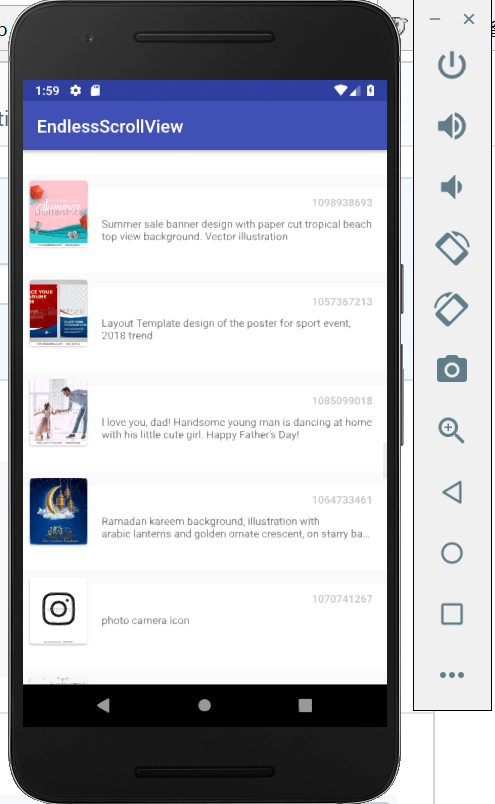 1:59
EndlessScrollView
1098938693
Summer sale banner design with paper cut tropical beach
top view background. Vector illustration
1057367213
Layout Template design of the poster for sport event,
2018 trend
1085099018
I love you, dad! Handsome young man is dancing at home
with his little cute girl. Happy Father's Day!
1064733461
Ramadan kareem background, illustration with
arabic lanterns and golden ornate crescent, on starry ba...
1070741267
photo camera icon